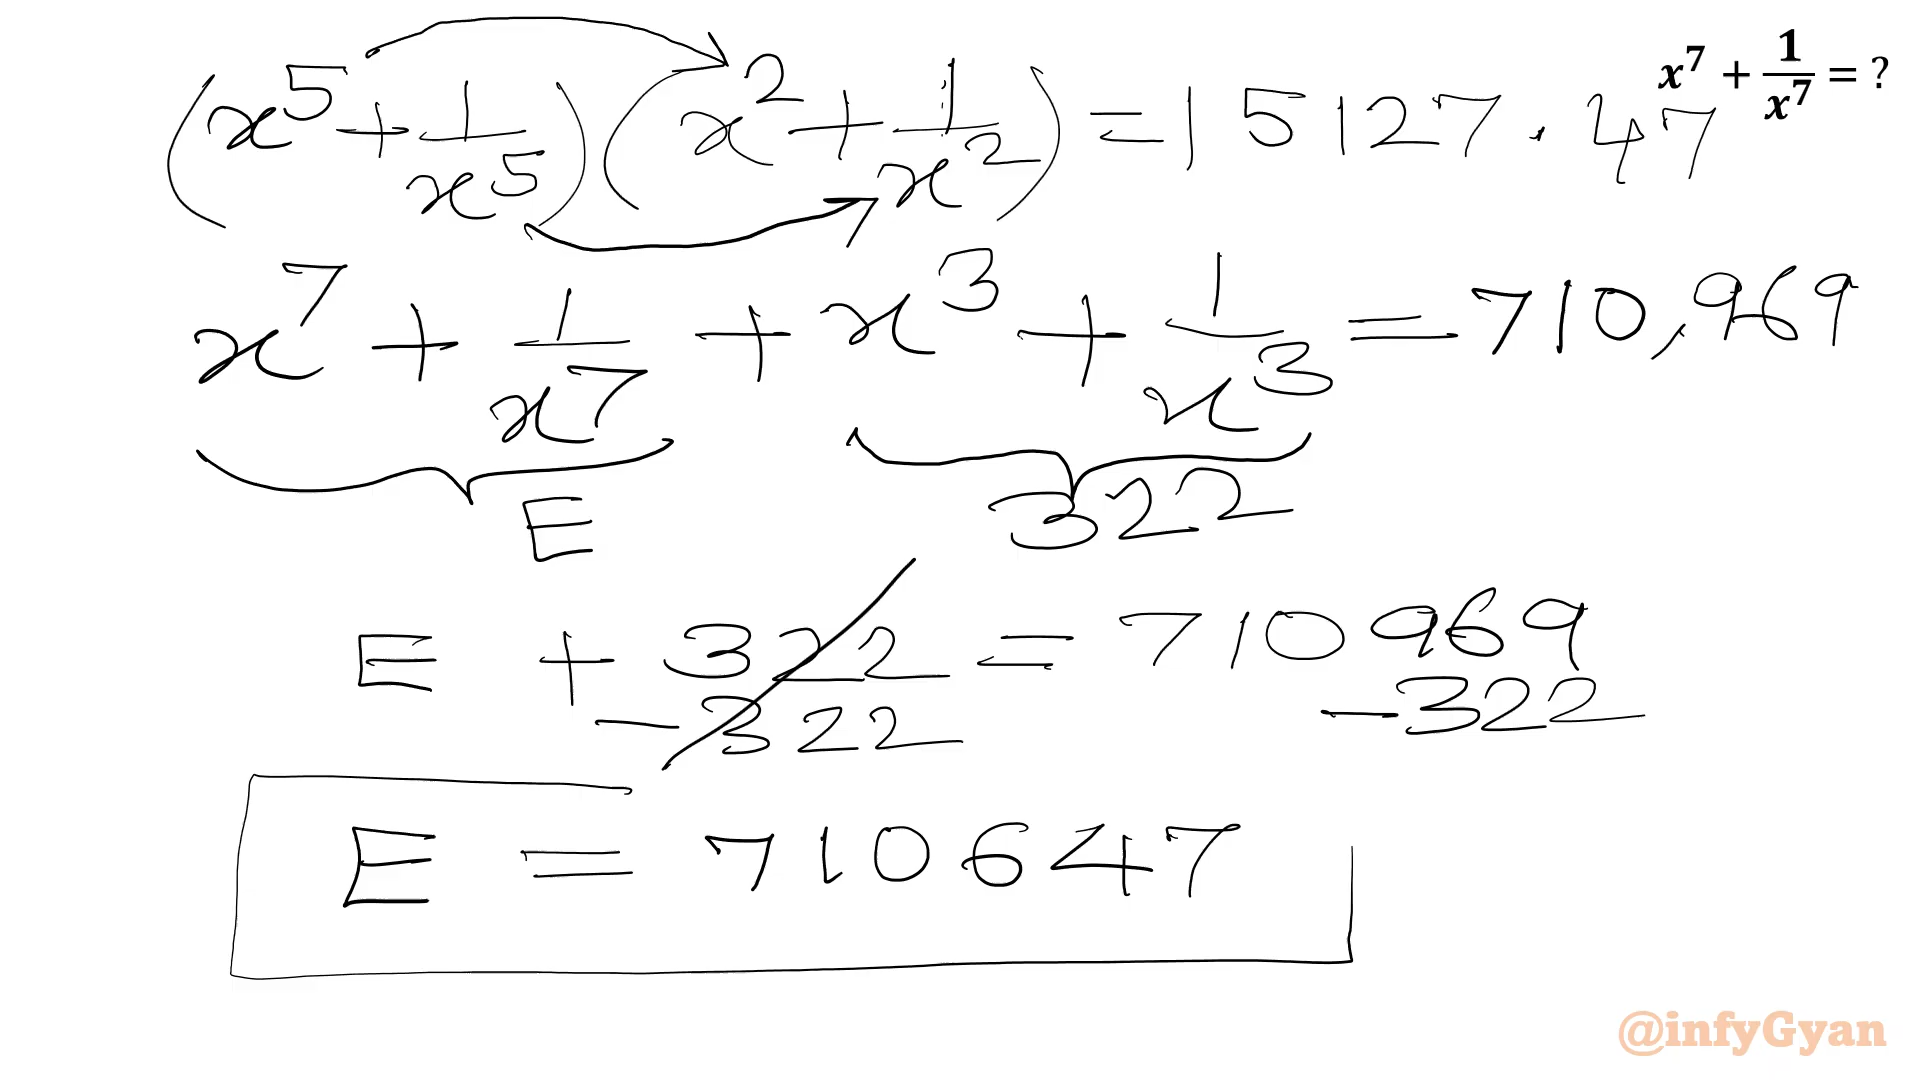 x⁷ + 1/x⁷ = ?
(x⁵ + 1/x⁵)(x² + 1/x²) = 15127 . 47
x⁷ + 1/x⁷ + x³ + 1/x³ = 710,969
E 322
E + 322 = 710969
- 322 - 322
E = 710647
@infyGyan